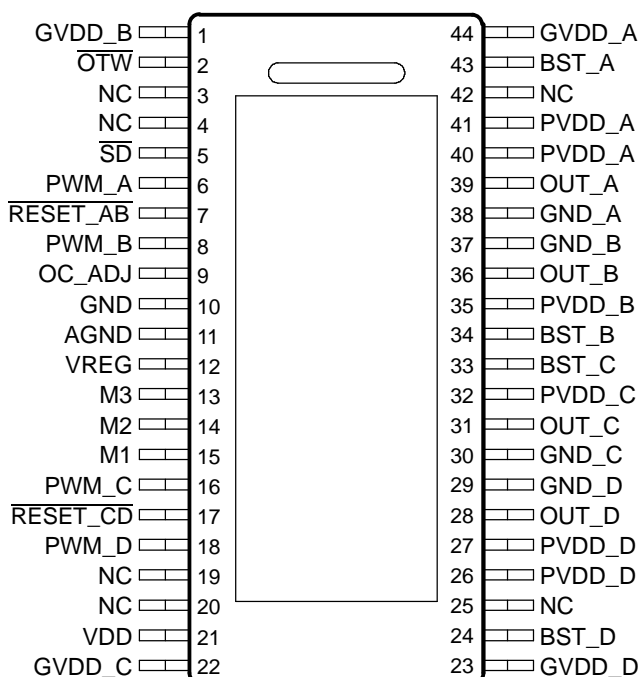 GVDD_B 1 44 GVDD_A
OTW 2 43 BST_A
NC 3 42 NC
NC 4 41 PVDD_A
SD 5 40 PVDD_A
PWM_A 6 39 OUT_A
RESET_AB 7 38 GND_A
PWM_B 8 37 GND_B
OC_ADJ 9 36 OUT_B
GND 10 35 PVDD_B
AGND 11 34 BST_B
VREG 12 33 BST_C
M3 13 32 PVDD_C
M2 14 31 OUT_C
M1 15 30 GND_C
PWM_C 16 29 GND_D
RESET_CD 17 28 OUT_D
PWM_D 18 27 PVDD_D
NC 19 26 PVDD_D
NC 20 25 NC
VDD 21 24 BST_D
GVDD_C 22 23 GVDD_D